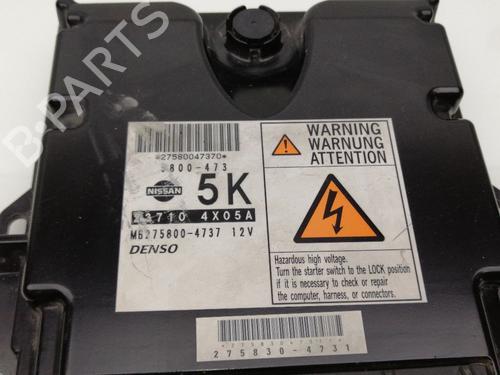 B-PARTS
*27580047370*
5800-473
NISSAN
5K
4X05A
MB275800-4737 12V
DENSO
WARNING
WARNUNG
ATTENTION
Hazardous high voltage.
Turn the starter switch to the LOCK position
if it is necessary to check or repair
the computer, harness, or connectors.
275830-4731